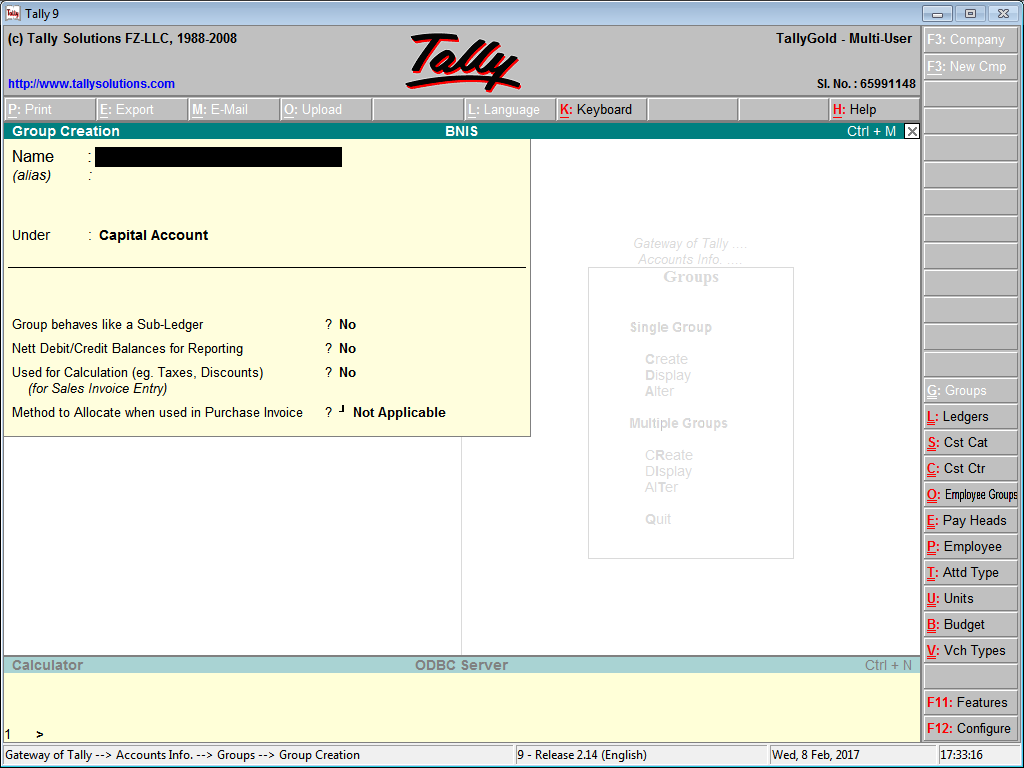 Tally 9
(c) Tally Solutions FZ-LLC, 1988-2008
Tally
TallyGold - Multi-User
http://www.tallysolutions.com
Sl. No. : 65991148
P: Print
E: Export
M: E-Mail
O: Upload
L: Language
K: Keyboard
H: Help
Group Creation
BNIS
Ctrl + M
Name :
(alias) :
Under : Capital Account
Group behaves like a Sub-Ledger ? No
Nett Debit/Credit Balances for Reporting ? No
Used for Calculation (eg. Taxes, Discounts) ? No
(for Sales Invoice Entry)
Method to Allocate when used in Purchase Invoice ? ┘ Not Applicable
Gateway of Tally ....
Accounts Info. ....
Groups
Single Group
Create
Display
Alter
Multiple Groups
CReate
DIsplay
AlTer
Quit
F3: Company
F3: New Cmp
G: Groups
L: Ledgers
S: Cst Cat
C: Cst Ctr
O: Employee Groups
E: Pay Heads
P: Employee
T: Attd Type
U: Units
B: Budget
V: Vch Types
F11: Features
F12: Configure
Calculator
ODBC Server
Ctrl + N
1 >
Gateway of Tally --> Accounts Info. --> Groups --> Group Creation
9 - Release 2.14 (English)
Wed, 8 Feb, 2017
17:33:16